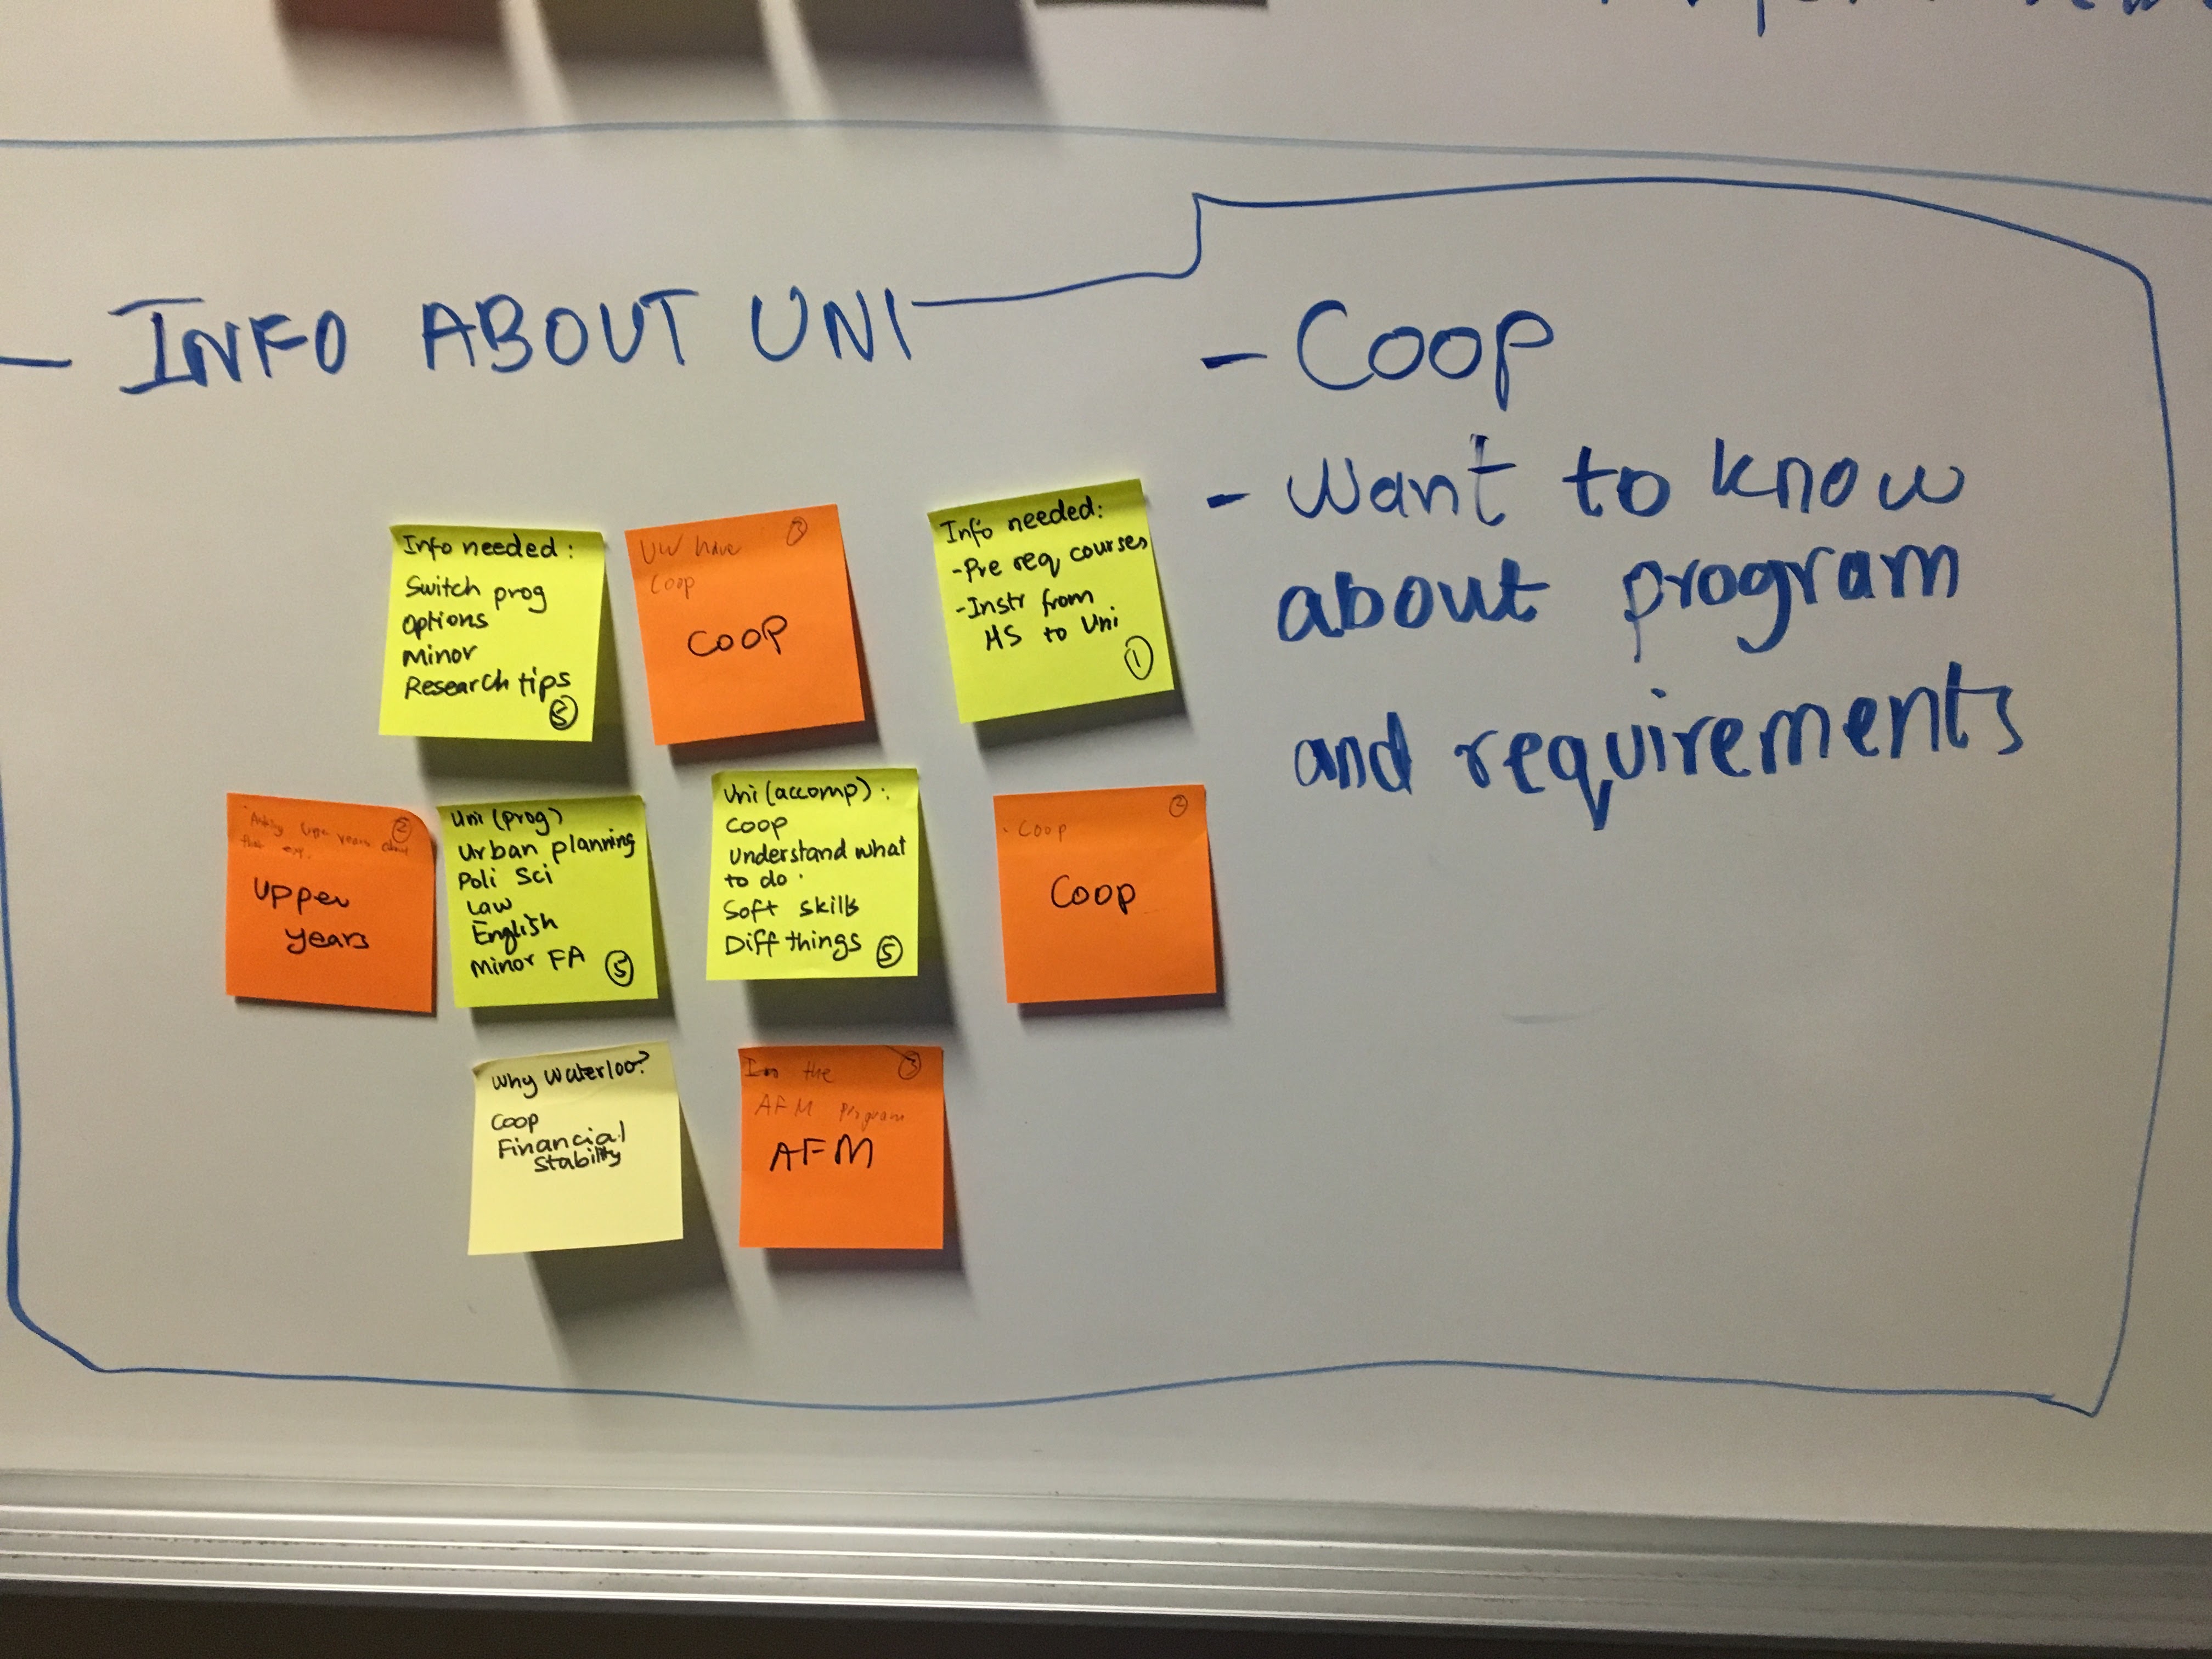 - INFO ABOUT UNI
- Coop
- Want to know
about program
and requirements
Info needed:
Switch prog
Options
Minor
Research tips
5
UW have
Coop
3
COOP
Info needed:
-Pre req courses
-Instr from
HS to Uni
1
Asking upper years about
their exp.
2
Upper
years
Uni (prog)
Urban planning
Poli Sci
Law
English
Minor FA
5
Uni (accomp):
Coop
Understand what
to do
Soft skills
Diff things
5
- Coop
2
Coop
Why Waterloo?
Coop
Financial
Stability
the
3
AFM Program
AFM